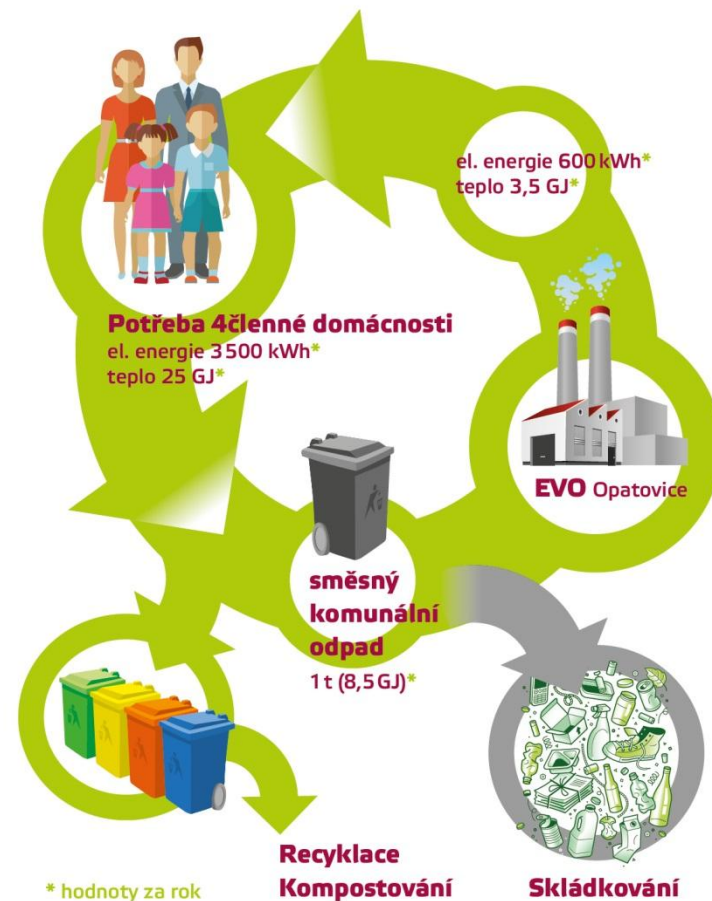 el. energie 600 kWh*
teplo 3,5 GJ*
Potřeba 4členné domácnosti
el. energie 3 500 kWh*
teplo 25 GJ*
EVO Opatovice
směsný
komunální
odpad
1 t (8,5 GJ)*
Recyklace
Kompostování
Skládkování
* hodnoty za rok